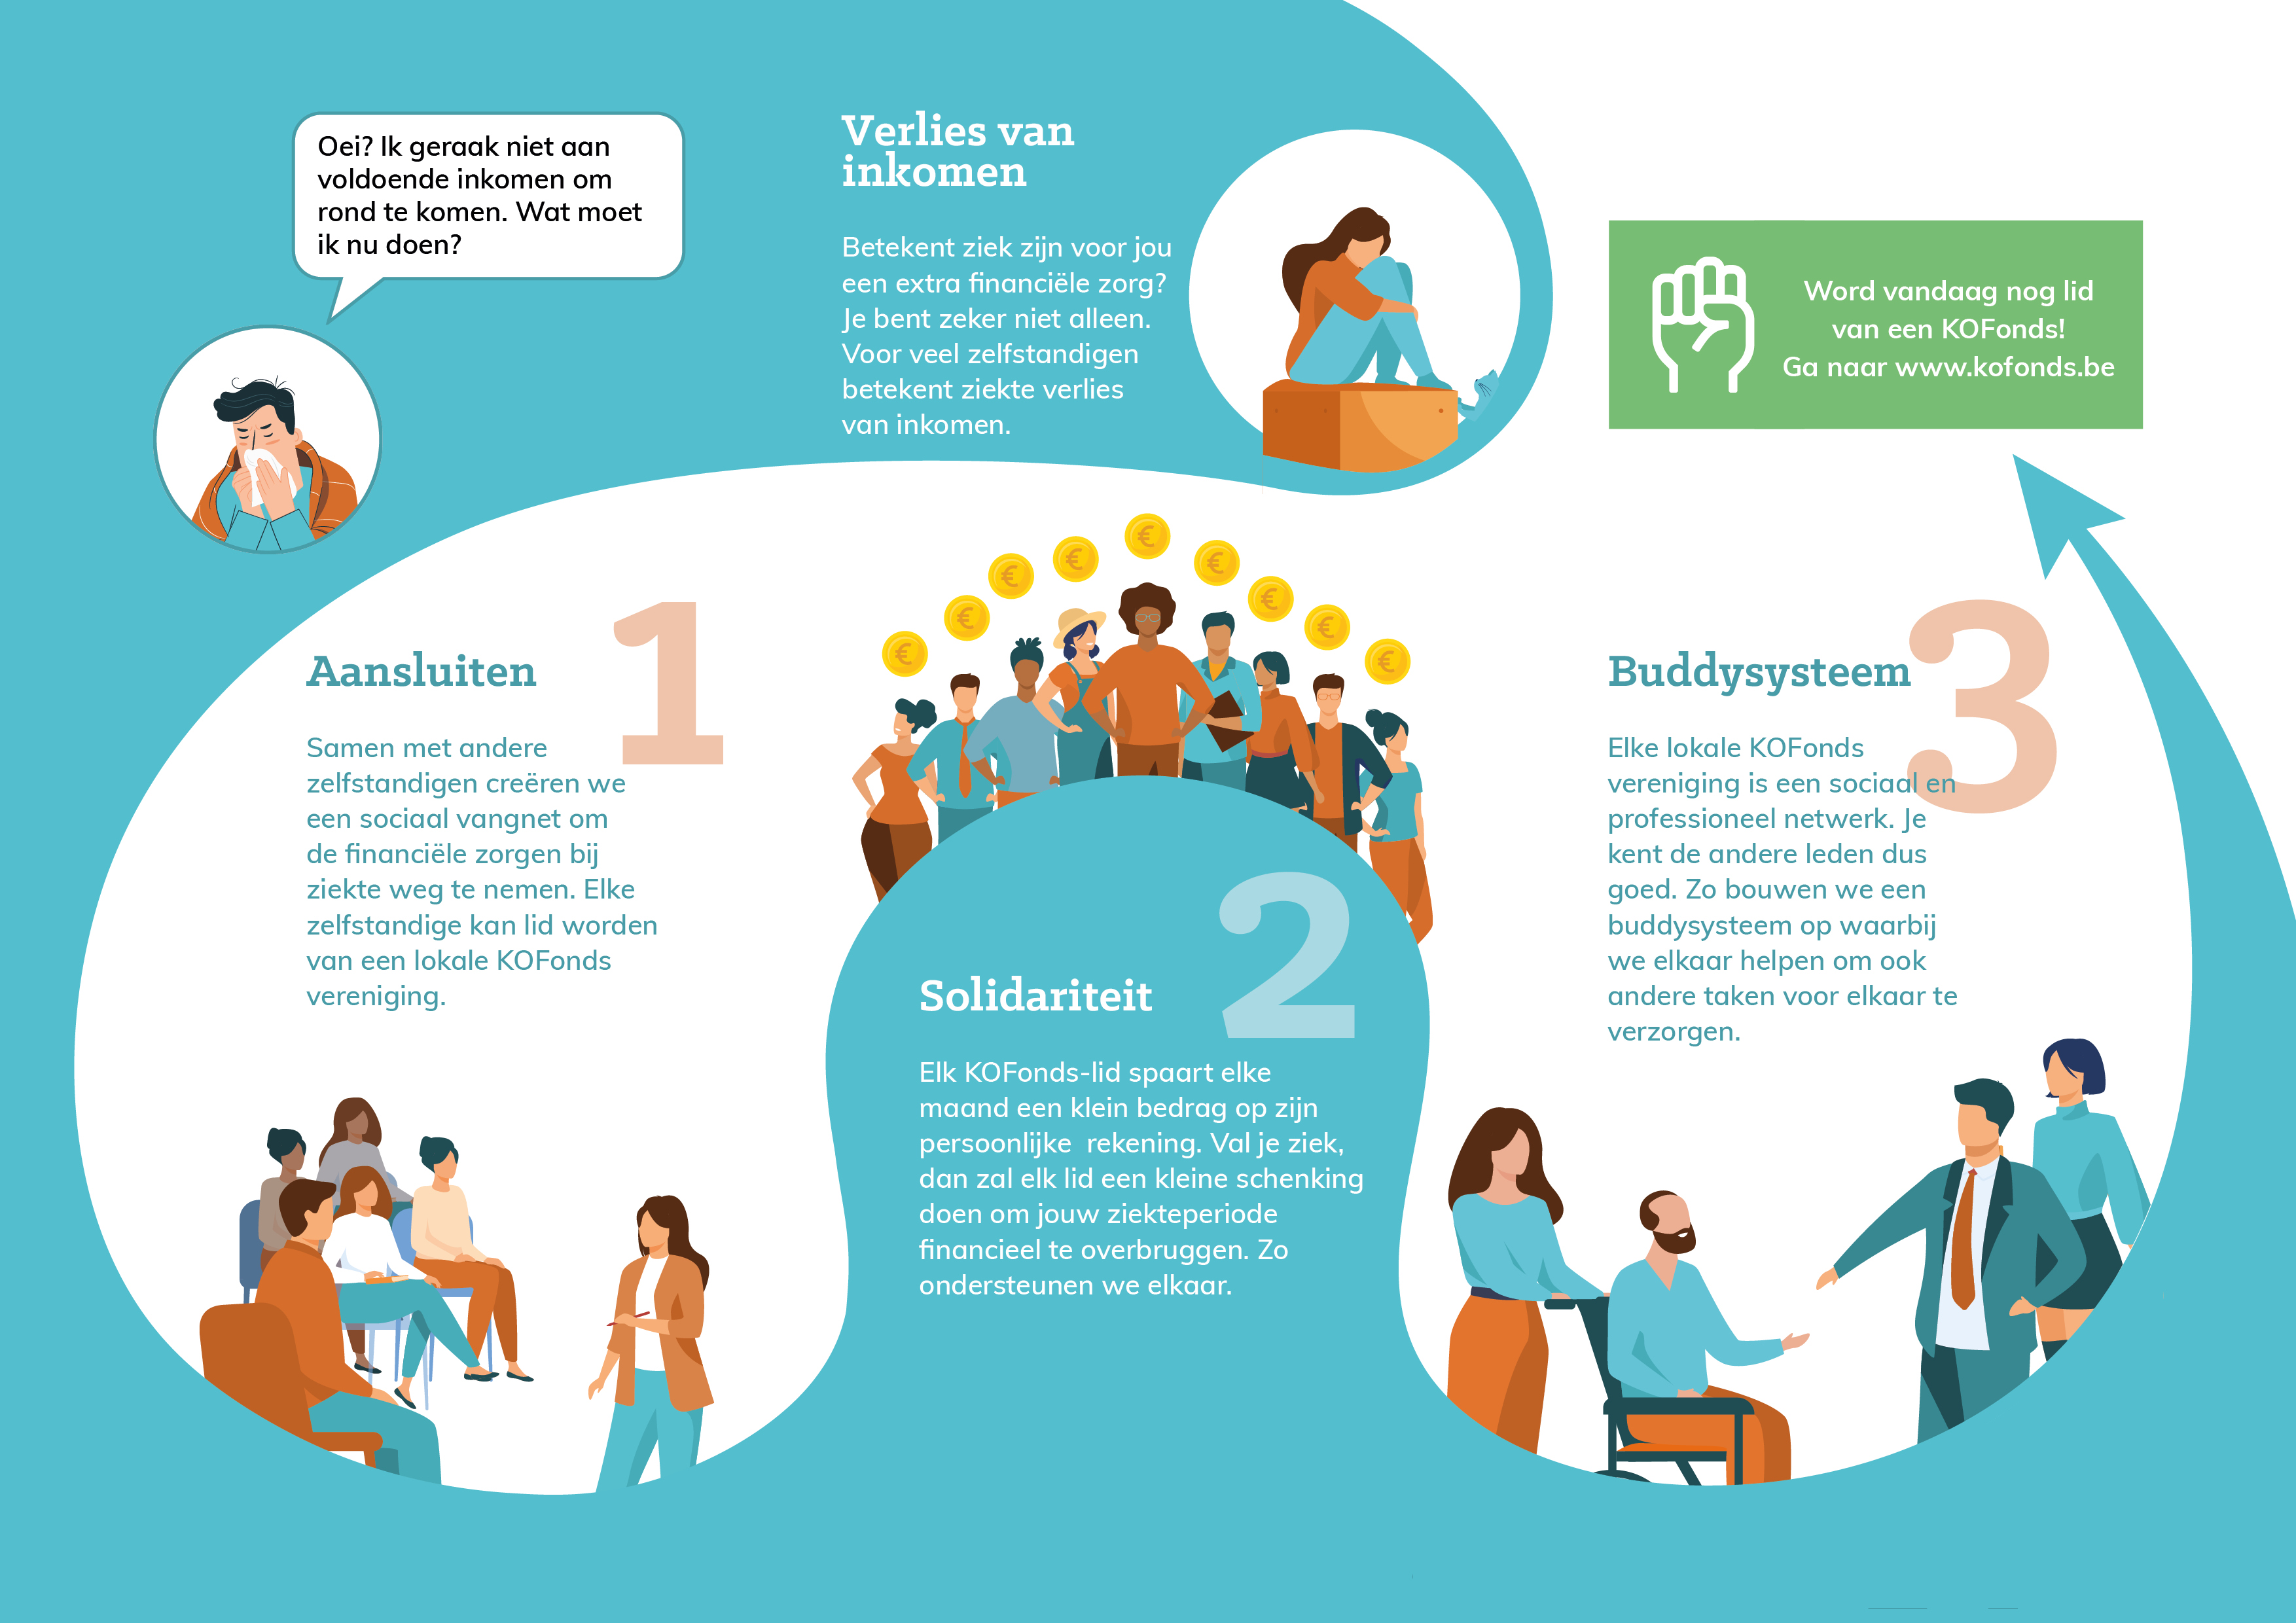 Oei? Ik geraak niet aan
voldoende inkomen om
rond te komen. Wat moet
ik nu doen?
Verlies van
inkomen
Betekent ziek zijn voor jou
een extra financiële zorg?
Je bent zeker niet alleen.
Voor veel zelfstandigen
betekent ziekte verlies
van inkomen.
Word vandaag nog lid
van een KOFonds!
Ga naar www.kofonds.be
€
€
€
€
€
€
€
€
€
1
Aansluiten
Samen met andere
zelfstandigen creëren we
een sociaal vangnet om
de financiële zorgen bij
ziekte weg te nemen. Elke
zelfstandige kan lid worden
van een lokale KOFonds
vereniging.
2
Solidariteit
Elk KOFonds-lid spaart elke
maand een klein bedrag op zijn
persoonlijke  rekening. Val je ziek,
dan zal elk lid een kleine schenking
doen om jouw ziekteperiode
financieel te overbruggen. Zo
ondersteunen we elkaar.
3
Buddysysteem
Elke lokale KOFonds
vereniging is een sociaal en
professioneel netwerk. Je
kent de andere leden dus
goed. Zo bouwen we een
buddysysteem op waarbij
we elkaar helpen om ook
andere taken voor elkaar te
verzorgen.